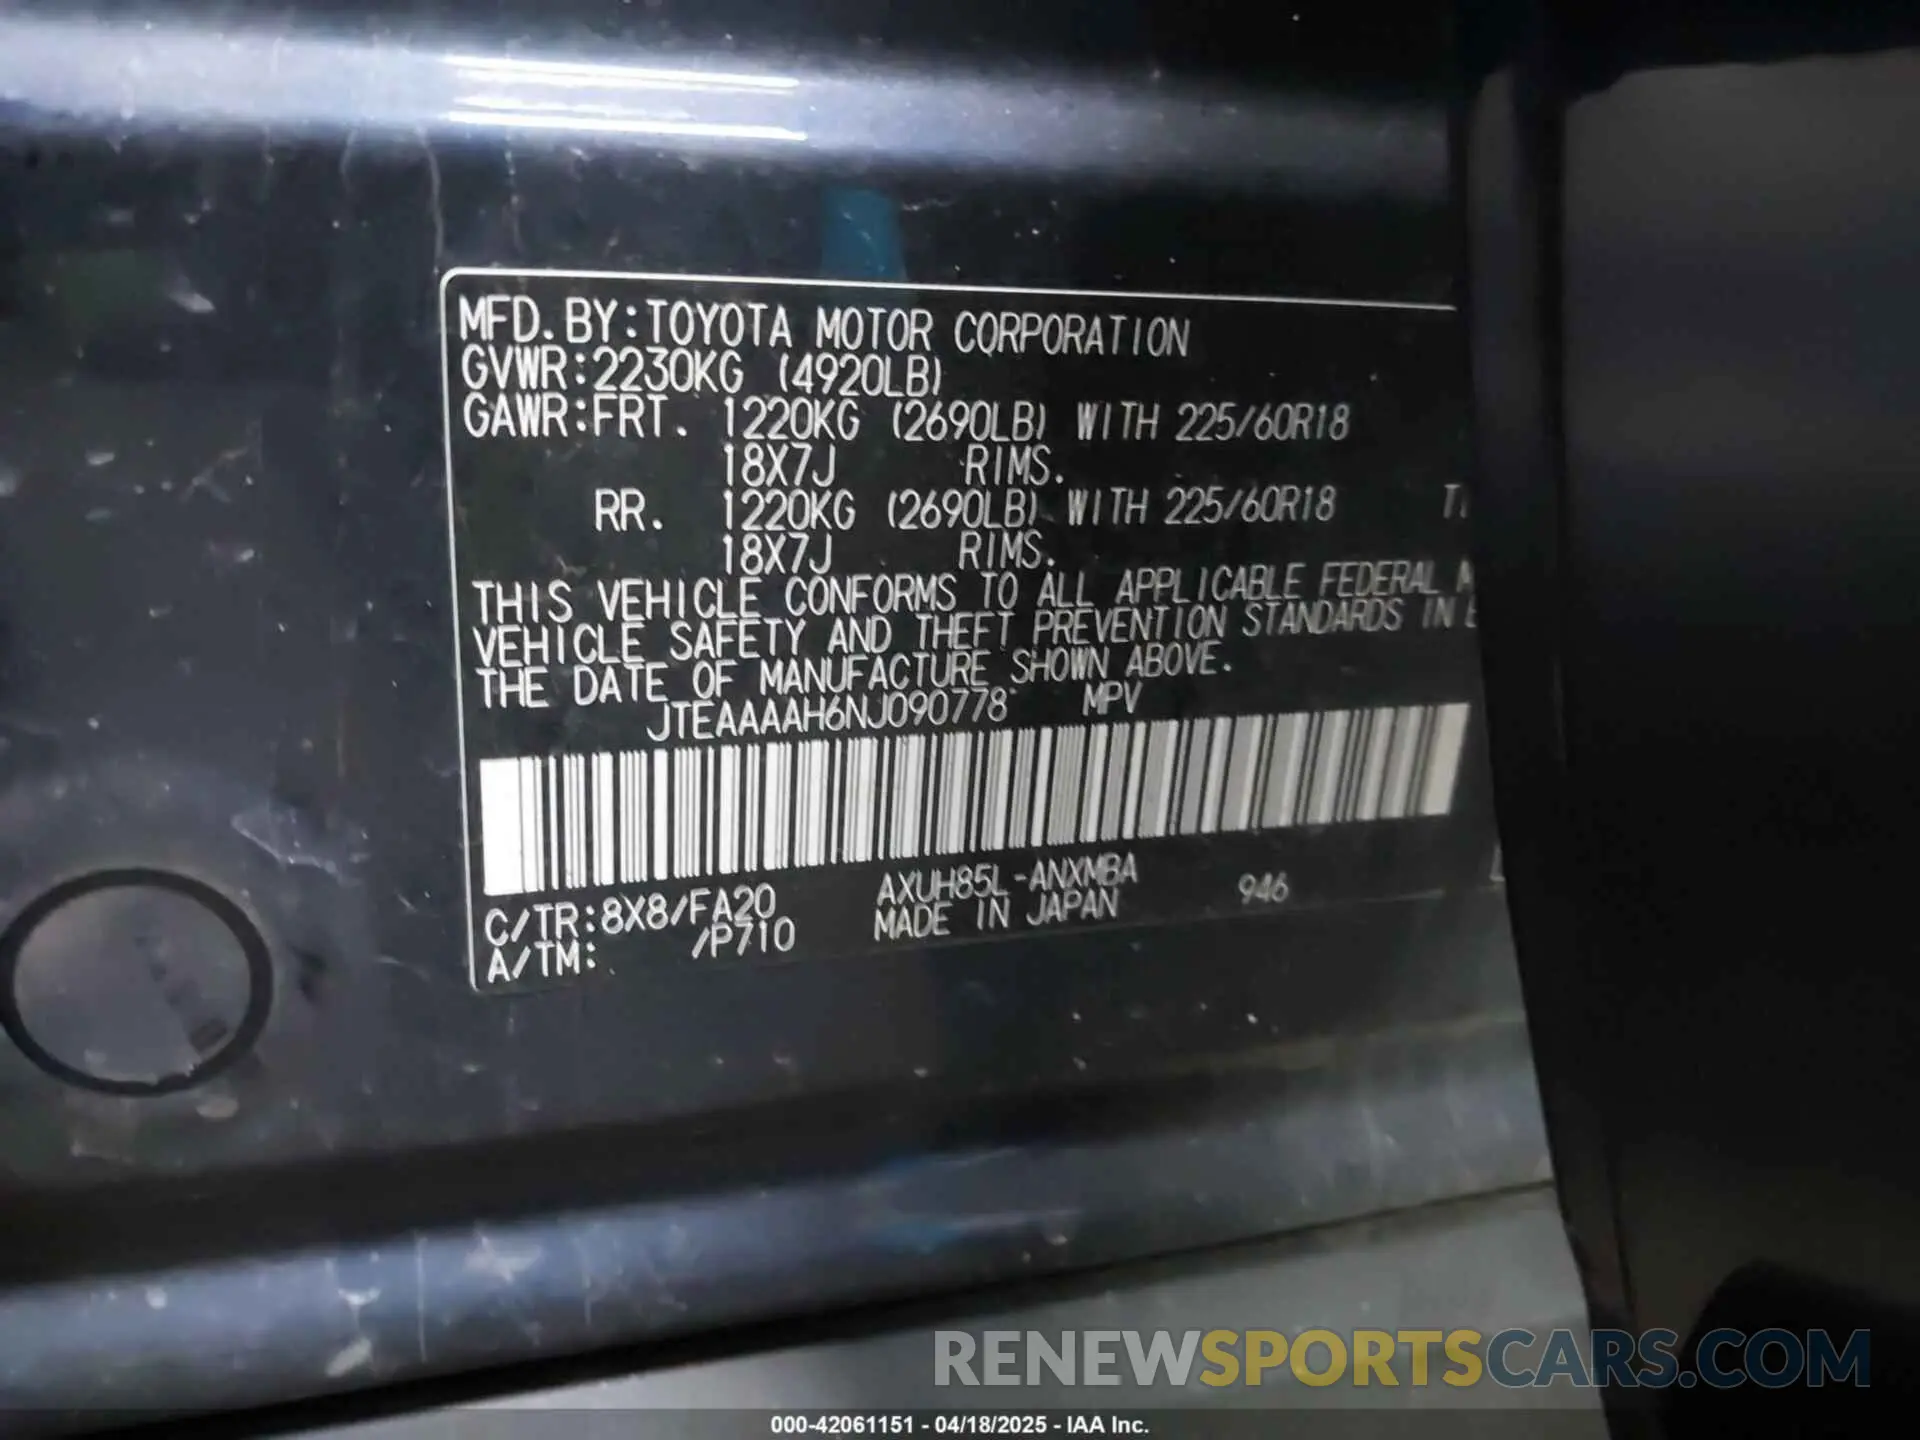 MFD.BY:TOYOTA MOTOR CORPORATION
GVWR:2230KG (4920LB)
GAWR:FRT. 1220KG (2690LB) WITH 225/60R18
18X7J RIMS.
RR. 1220KG (2690LB) WITH 225/60R18
18X7J RIMS.
THIS VEHICLE CONFORMS TO ALL APPLICABLE FEDERAL
VEHICLE SAFETY AND THEFT PREVENTION STANDARDS IN
THE DATE OF MANUFACTURE SHOWN ABOVE.
JTEAAAAH6NJ090778 MPV
C/TR:8X8/FA20 AXUH85L-ANXMBA 946
A/TM: /P710 MADE IN JAPAN
RENEWSPORTSCARS.COM
000-42061151 - 04/18/2025 - IAA Inc.